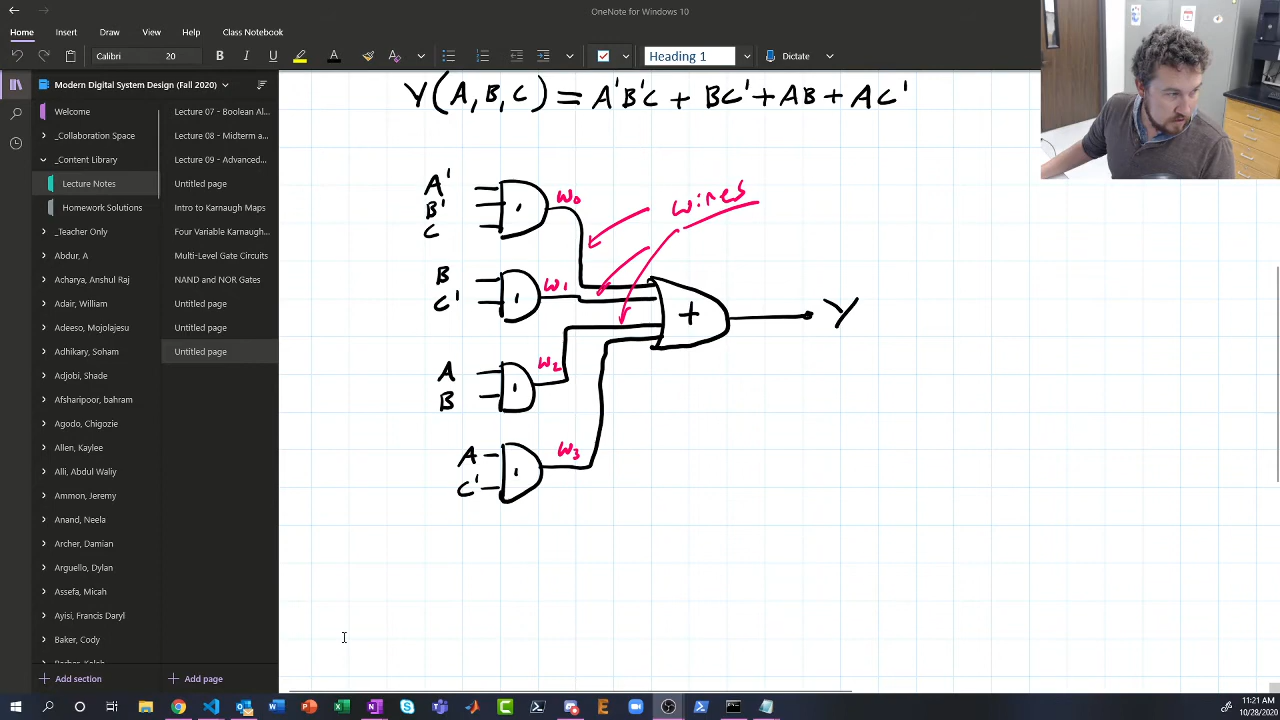 OneNote for Windows 10
Home Insert Draw View Help Class Notebook
Calibri 20 B I U A Heading 1 Dictate
Modern Digital System Design (Fall 2020)
Welcome
_Collaboration Space
_Content Library
Lecture Notes
Homework Solutions
_Teacher Only
Abdur, A
Acharya, Anshul Raj
Adair, William
Adeeso, Mojolajesu
Adhikary, Soham
Adjobi, Shade
Afsharipoor, bahram
Agodu, Chigozie
Allen, Kaylee
Alli, Abdul Waliy
Ammon, Jeremy
Anand, Neela
Archer, Damian
Arguello, Dylan
Assefa, Micah
Ayisi, Francis Daryl
Baker, Cody
Add section
Lecture 07 - Boolean Al...
Lecture 08 - Midterm a...
Lecture 09 - Advanced...
Untitled page
Intro to Karnaugh Maps
Four Variable Karnaugh...
Multi-Level Gate Circuits
NAND and NOR Gates
Untitled page
Untitled page
Untitled page
Add page
Y(A,B,C) = A'B'C + BC' + AB + AC'
A'
B'
C
W0
wires
B
C'
W1
A
B
W2
A
C'
W3
+
Y
11:21 AM
10/28/2020